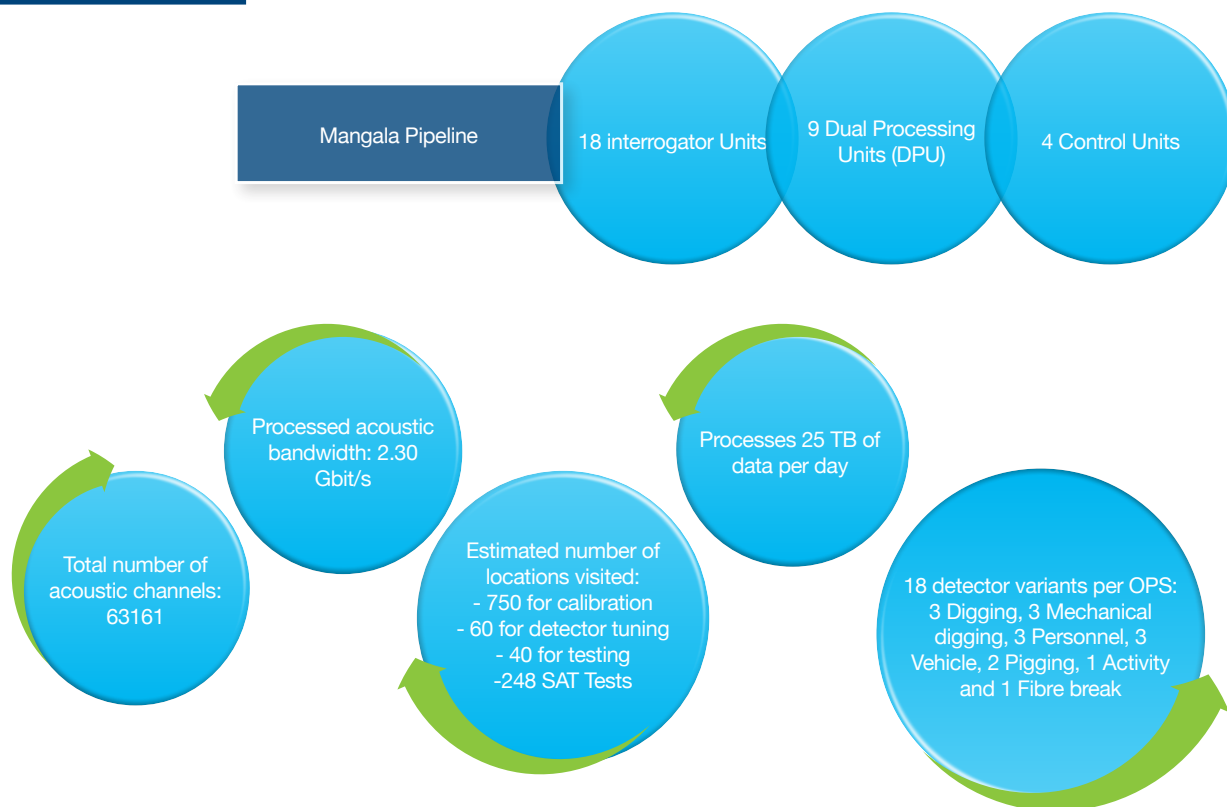 Mangala Pipeline
18 interrogator Units
9 Dual Processing
Units (DPU)
4 Control Units
Processed acoustic
bandwidth: 2.30
Gbit/s
Processes 25 TB of
data per day
Total number of
acoustic channels:
63161
Estimated number of
locations visited:
- 750 for calibration
- 60 for detector tuning
- 40 for testing
-248 SAT Tests
18 detector variants per OPS:
3 Digging, 3 Mechanical
digging, 3 Personnel, 3
Vehicle, 2 Pigging, 1 Activity
and 1 Fibre break